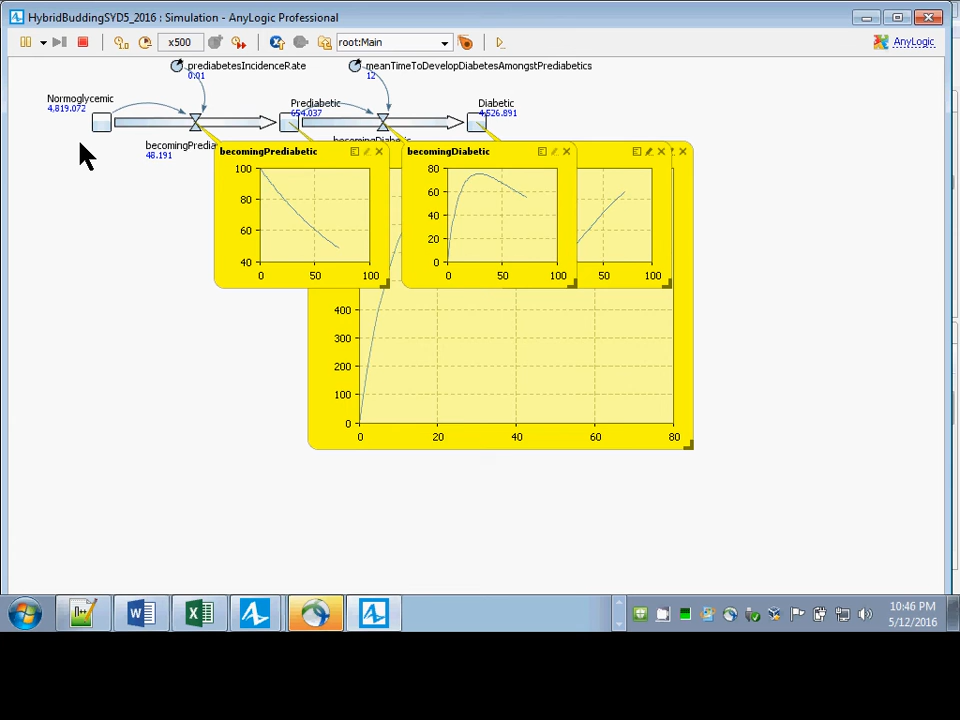 HybridBuddingSYD5_2016 : Simulation - AnyLogic Professional
x500
root:Main
AnyLogic
prediabetesIncidenceRate
0.01
meanTimeToDevelopDiabetesAmongstPrediabetics
12
Normoglycemic
4,819.072
Prediabetic
654.037
Diabetic
4,526.891
becomingPredia
48.191
becomingDiabetic
becomingPrediabetic
100
80
60
40
0 50 100
becomingDiabetic
80
60
40
20
0
0 50 100
50 100
400
300
200
100
0
0 20 40 60 80
10:46 PM
5/12/2016